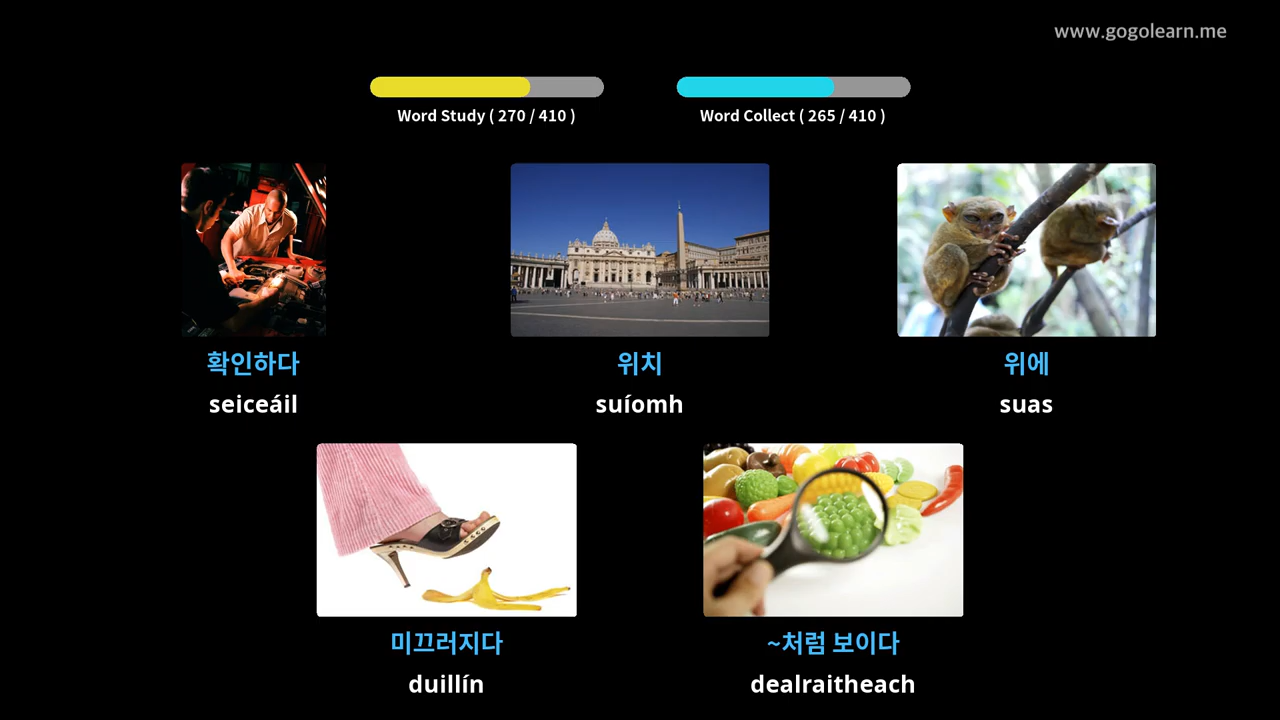 www.gogolearn.me
Word Study ( 270 / 410 )
Word Collect ( 265 / 410 )
확인하다
seiceáil
위치
suíomh
위에
suas
미끄러지다
duillín
~처럼 보이다
dealraitheach